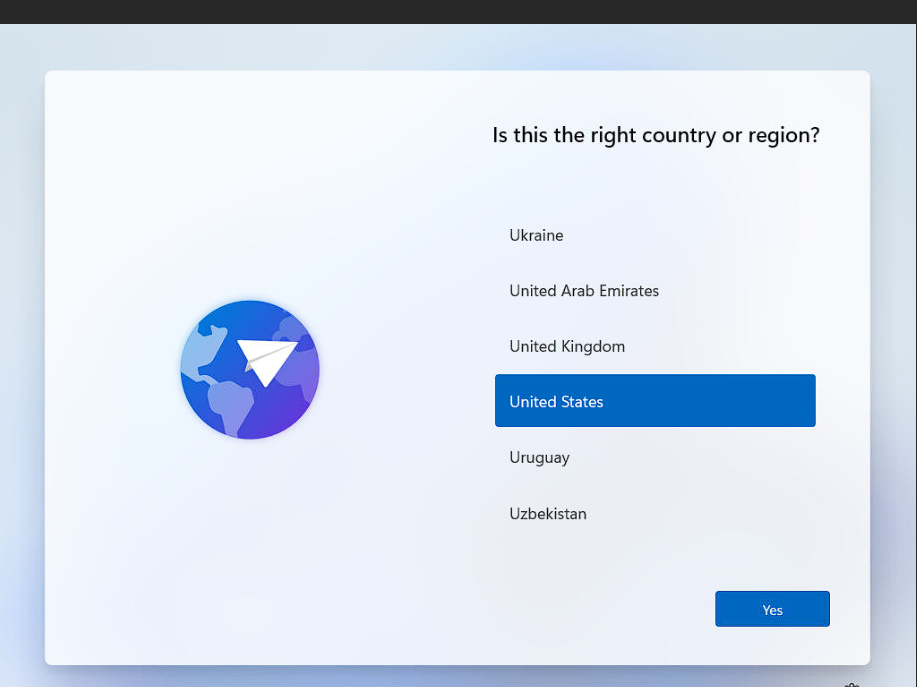 Is this the right country or region?
Ukraine
United Arab Emirates
United Kingdom
United States
Uruguay
Uzbekistan
Yes